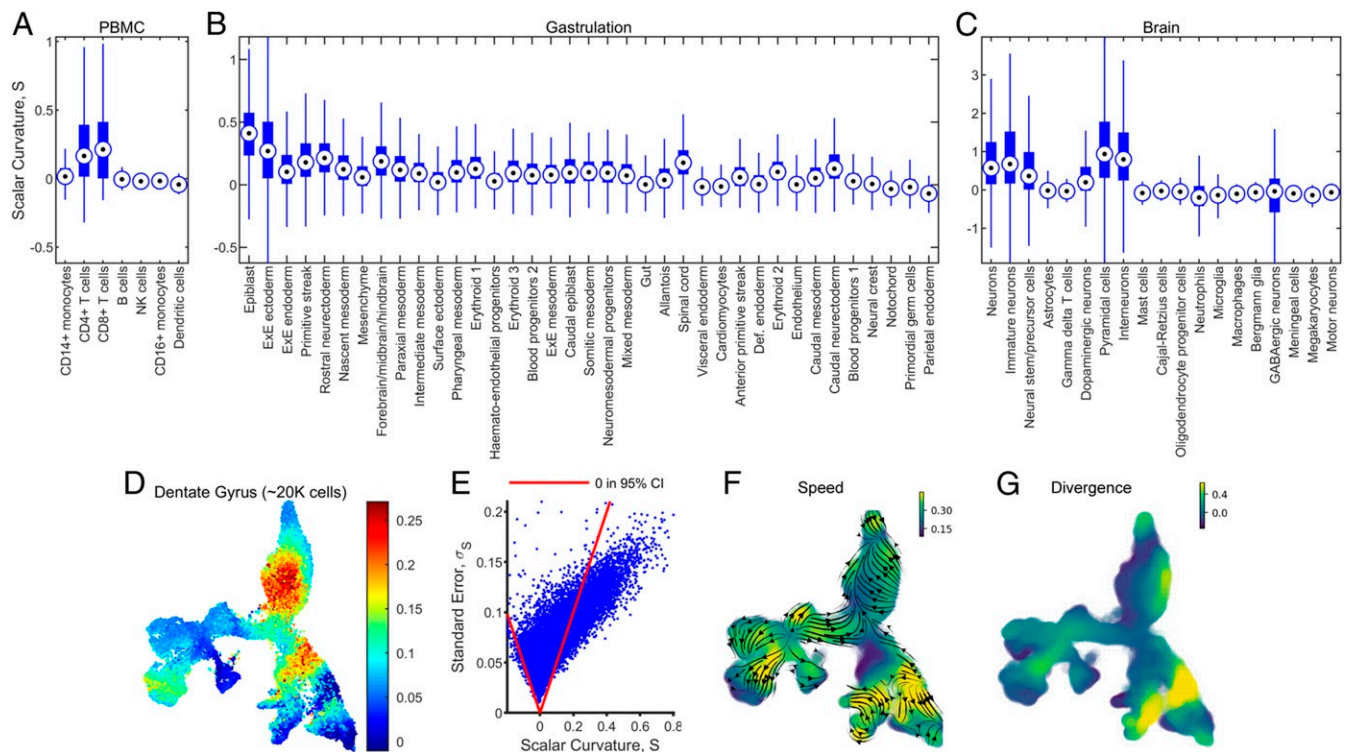 A
PBMC
Scalar Curvature, S
1
0.5
0
-0.5
CD14+ monocytes
CD4+ T cells
CD8+ T cells
B cells
NK cells
CD16+ monocytes
Dendritic cells
B
Gastrulation
1
0.5
0
-0.5
Epiblast
ExE ectoderm
ExE endoderm
Primitive streak
Rostral neurectoderm
Nascent mesoderm
Mesenchyme
Forebrain/midbrain/hindbrain
Paraxial mesoderm
Intermediate mesoderm
Surface ectoderm
Pharyngeal mesoderm
Erythroid 1
Haemato-endothelial progenitors
Erythroid 3
Blood progenitors 2
ExE mesoderm
Caudal epiblast
Somitic mesoderm
Neuromesodermal progenitors
Mixed mesoderm
Gut
Allantois
Spinal cord
Visceral endoderm
Cardiomyocytes
Anterior primitive streak
Def. endoderm
Erythroid 2
Endothelium
Caudal mesoderm
Caudal neurectoderm
Blood progenitors 1
Neural crest
Notochord
Primordial germ cells
Parietal endoderm
C
Brain
3
2
1
0
-1
Neurons
Immature neurons
Neural stem/precursor cells
Astrocytes
Gamma delta T cells
Dopaminergic neurons
Pyramidal cells
Interneurons
Mast cells
Cajal-Retzius cells
Oligodendrocyte progenitor cells
Neutrophils
Microglia
Macrophages
Bergmann glia
GABAergic neurons
Meningeal cells
Megakaryocytes
Motor neurons
D
Dentate Gyrus (~20K cells)
0.25
0.2
0.15
0.1
0.05
0
E
0 in 95% CI
Standard Error, σS
0.2
0.15
0.1
0.05
0
0 0.2 0.4 0.6 0.8
Scalar Curvature, S
F
Speed
0.30
0.15
G
Divergence
0.4
0.0